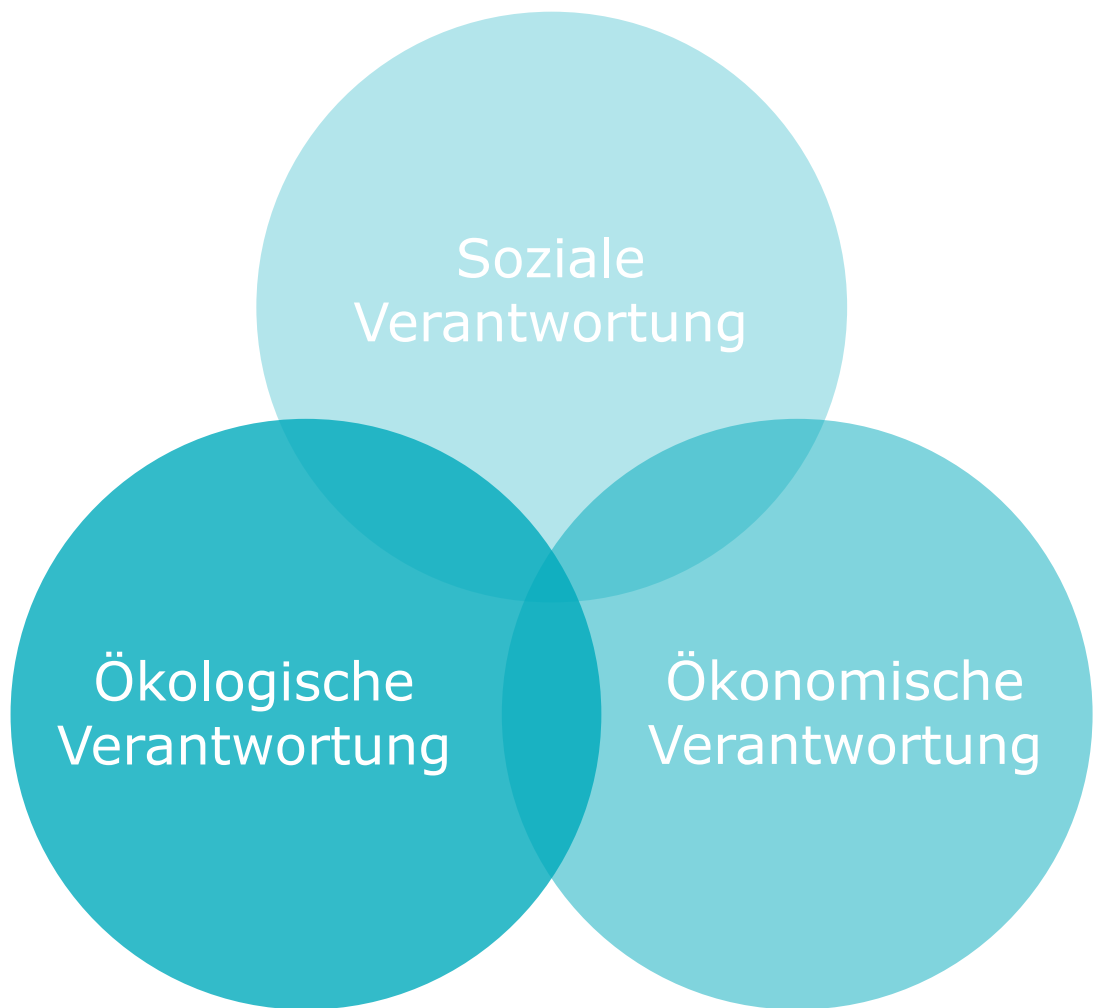 Soziale
Verantwortung
Ökologische
Verantwortung
Ökonomische
Verantwortung